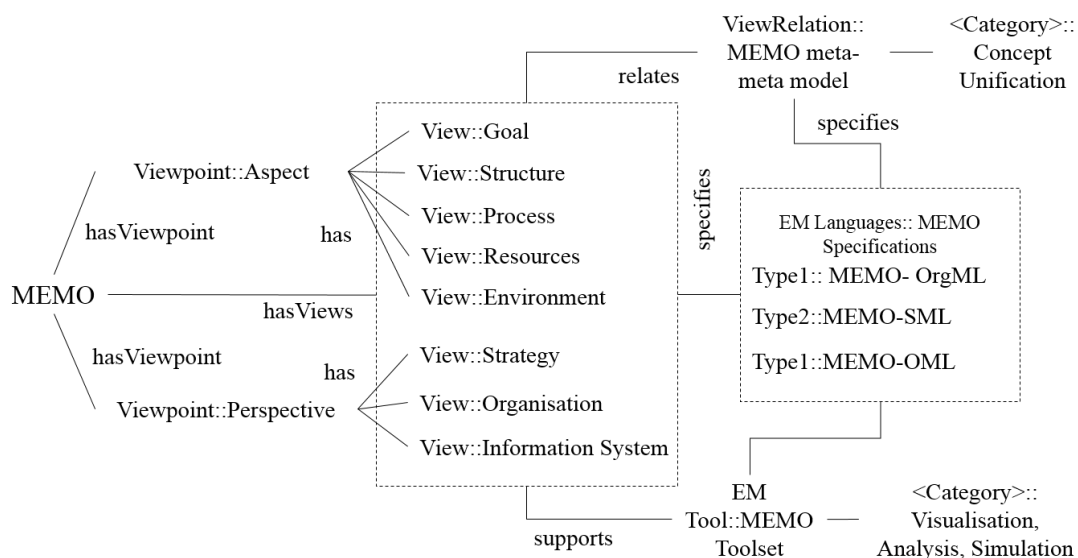 ViewRelation::
MEMO meta-
meta model
<Category>::
Concept
Unification
relates
specifies
View::Goal
Viewpoint::Aspect
View::Structure
hasViewpoint
has
View::Process
View::Resources
View::Environment
specifies
EM Languages:: MEMO
Specifications
Type1:: MEMO- OrgML
Type2::MEMO-SML
Type1::MEMO-OML
MEMO
hasViews
hasViewpoint
has
View::Strategy
Viewpoint::Perspective
View::Organisation
View::Information System
supports
EM
Tool::MEMO
Toolset
<Category>::
Visualisation,
Analysis, Simulation